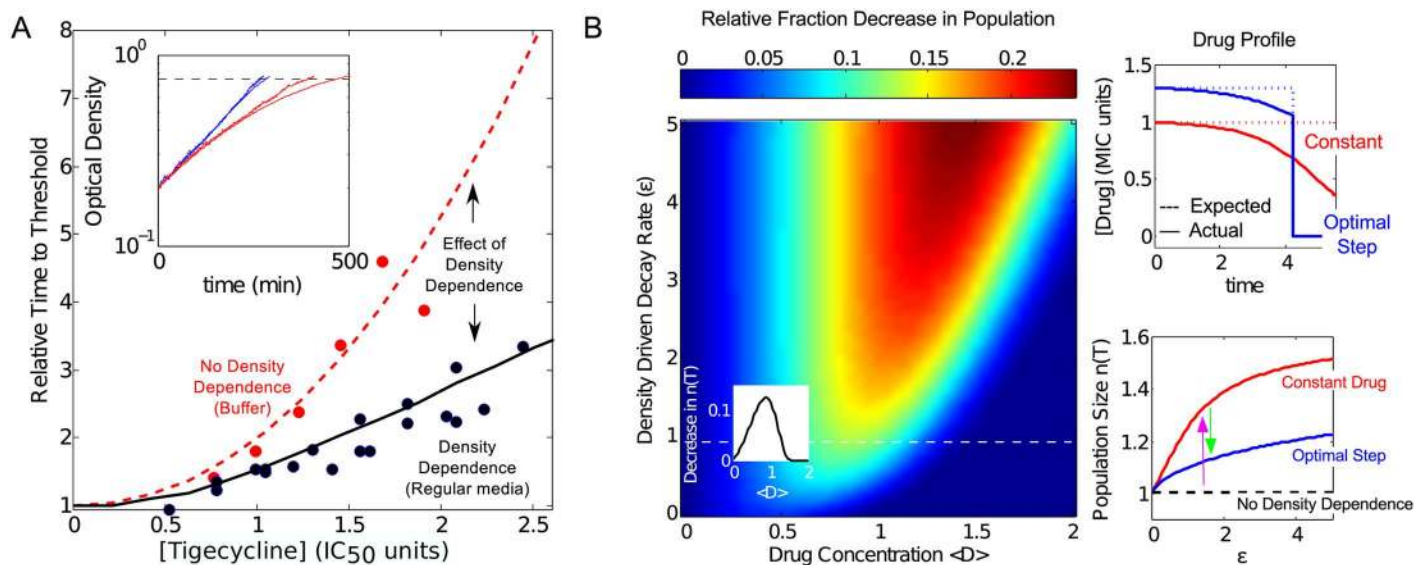 A
8
7
6
5
4
3
2
1
Relative Time to Threshold
10^0
10^-1
Optical Density
0
500
time (min)
Effect of
Density
Dependence
No Density
Dependence
(Buffer)
Density
Dependence
(Regular media)
0
0.5
1.0
1.5
2.0
2.5
[Tigecycline] (IC50 units)
B
Relative Fraction Decrease in Population
0 0.05 0.1 0.15 0.2
5
4
3
2
1
0
Density Driven Decay Rate (ε)
Decrease in n(T)
0.1
0
0 1 2
<D>
0 1 2
Drug Concentration <D>
Drug Profile
1.5
1
0.5
0
[Drug] (MIC units)
Constant
Expected
Actual
Optimal
Step
0 2 4
time
1.6
1.4
1.2
1
Population Size n(T)
Constant Drug
Optimal Step
No Density Dependence
0 2 4
ε